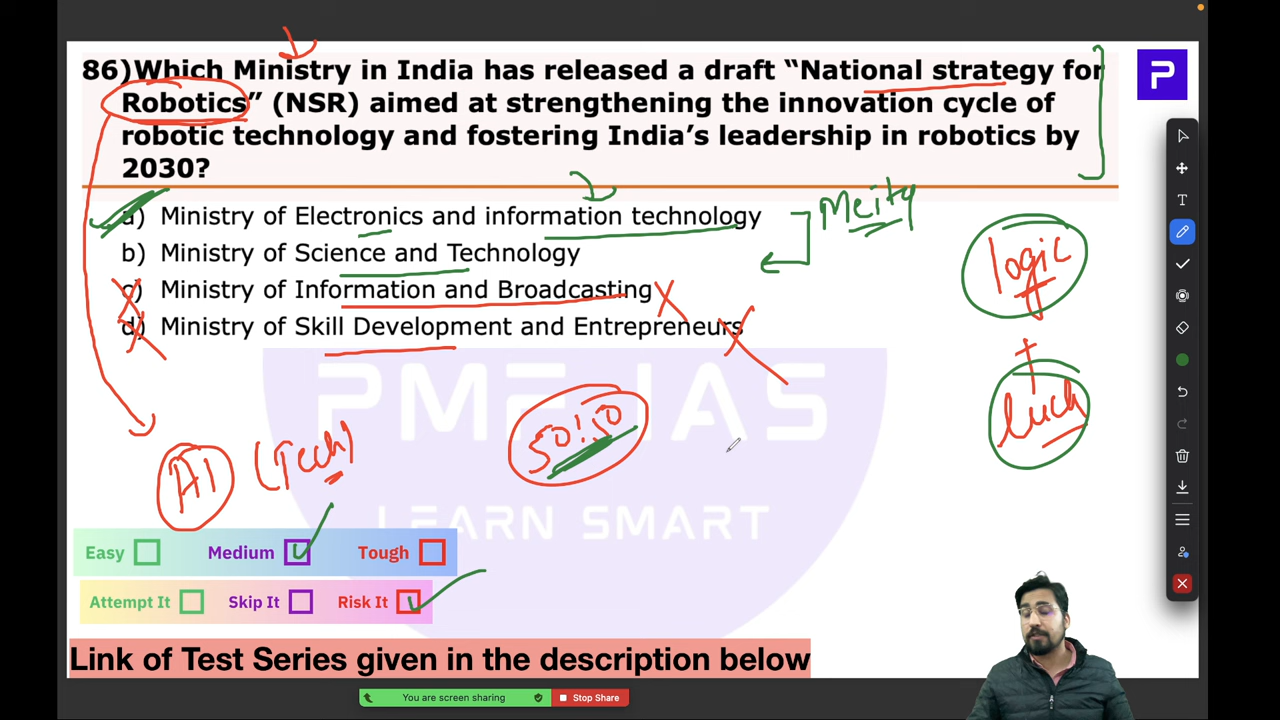 86)Which Ministry in India has released a draft “National strategy for
Robotics” (NSR) aimed at strengthening the innovation cycle of
robotic technology and fostering India’s leadership in robotics by
2030?
P
a) Ministry of Electronics and information technology
Meity
b) Ministry of Science and Technology
logic
c) Ministry of Information and Broadcasting
d) Ministry of Skill Development and Entrepreneurs
+
luck
PMF IAS
50:50
AI (Tech)
LEARN SMART
Easy Medium Tough
Attempt It Skip It Risk It
Link of Test Series given in the description below
You are screen sharing Stop Share